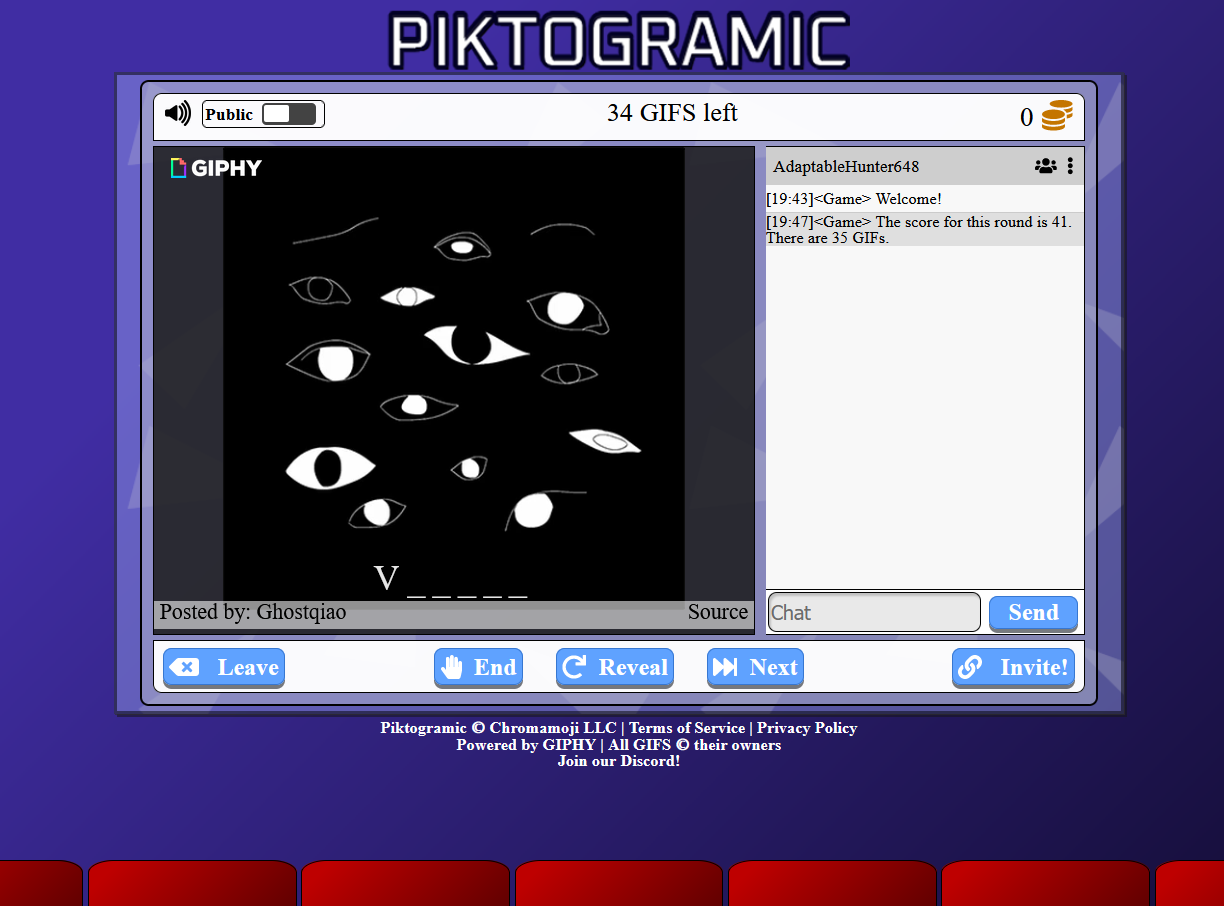 PIKTOGRAMIC
Public
34 GIFS left
0
GIPHY
AdaptableHunter648
[19:43]<Game> Welcome!
[19:47]<Game> The score for this round is 41.
There are 35 GIFs.
V _ _ _ _ _
Posted by: Ghostqiao
Source
Chat
Send
Leave
End
Reveal
Next
Invite!
Piktogramic © Chromamoji LLC | Terms of Service | Privacy Policy
Powered by GIPHY | All GIFS © their owners
Join our Discord!